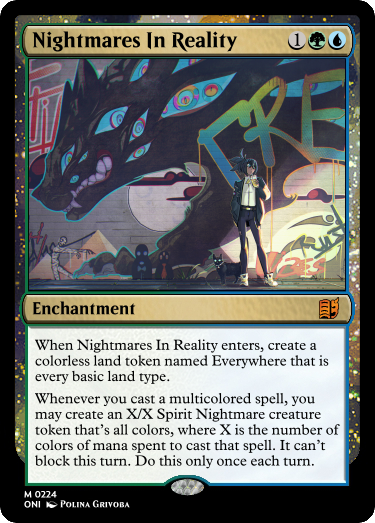 Nightmares In Reality 1
CRE
Enchantment
When Nightmares In Reality enters, create a
colorless land token named Everywhere that is
every basic land type.
Whenever you cast a multicolored spell, you
may create an X/X Spirit Nightmare creature
token that's all colors, where X is the number of
colors of mana spent to cast that spell. It can't
block this turn. Do this only once each turn.
M 0224
ONI Polina Grivoba